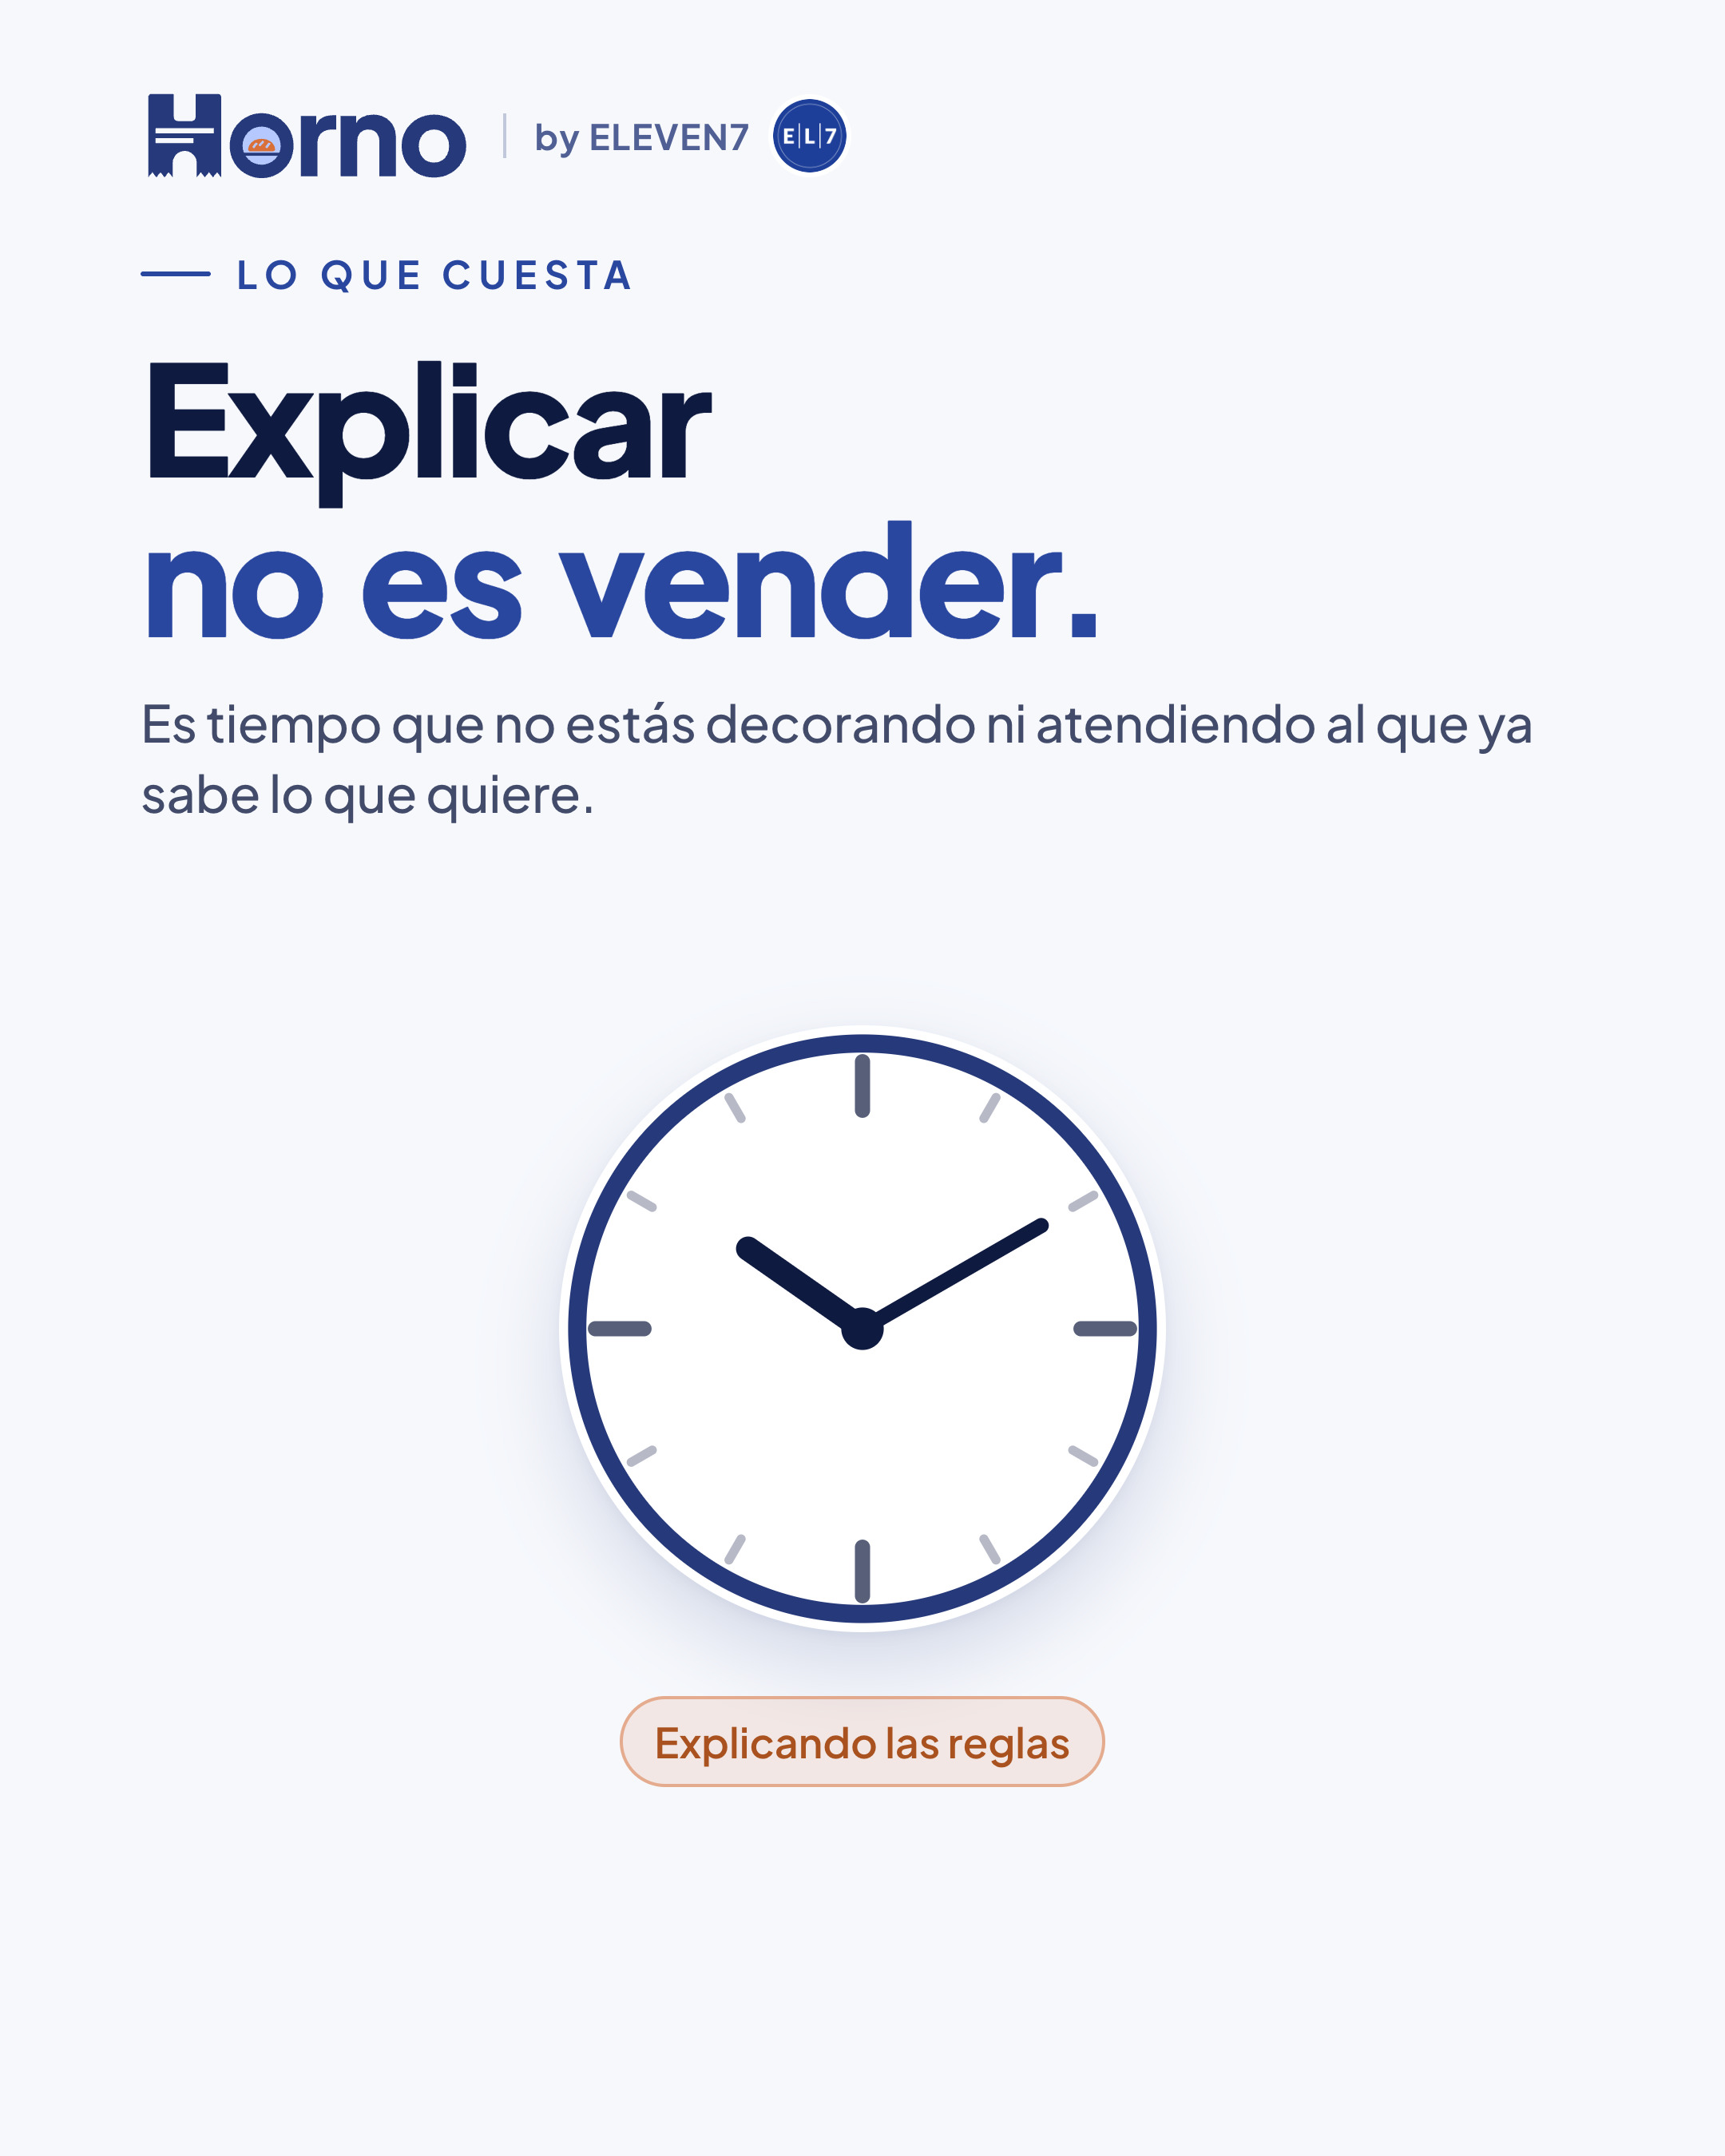 Horno
by ELEVEN7
E|L|7
LO QUE CUESTA
Explicar
no es vender.
Es tiempo que no estás decorando ni atendiendo al que ya
sabe lo que quiere.
Explicando las reglas